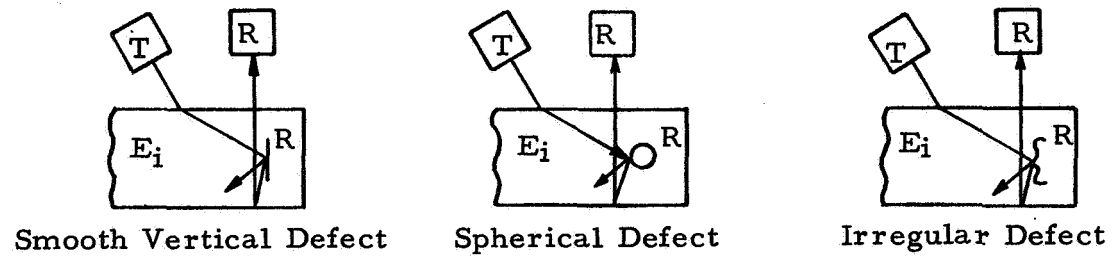 T R T R T R
Ei R Ei R Ei R
Smooth Vertical Defect Spherical Defect Irregular Defect